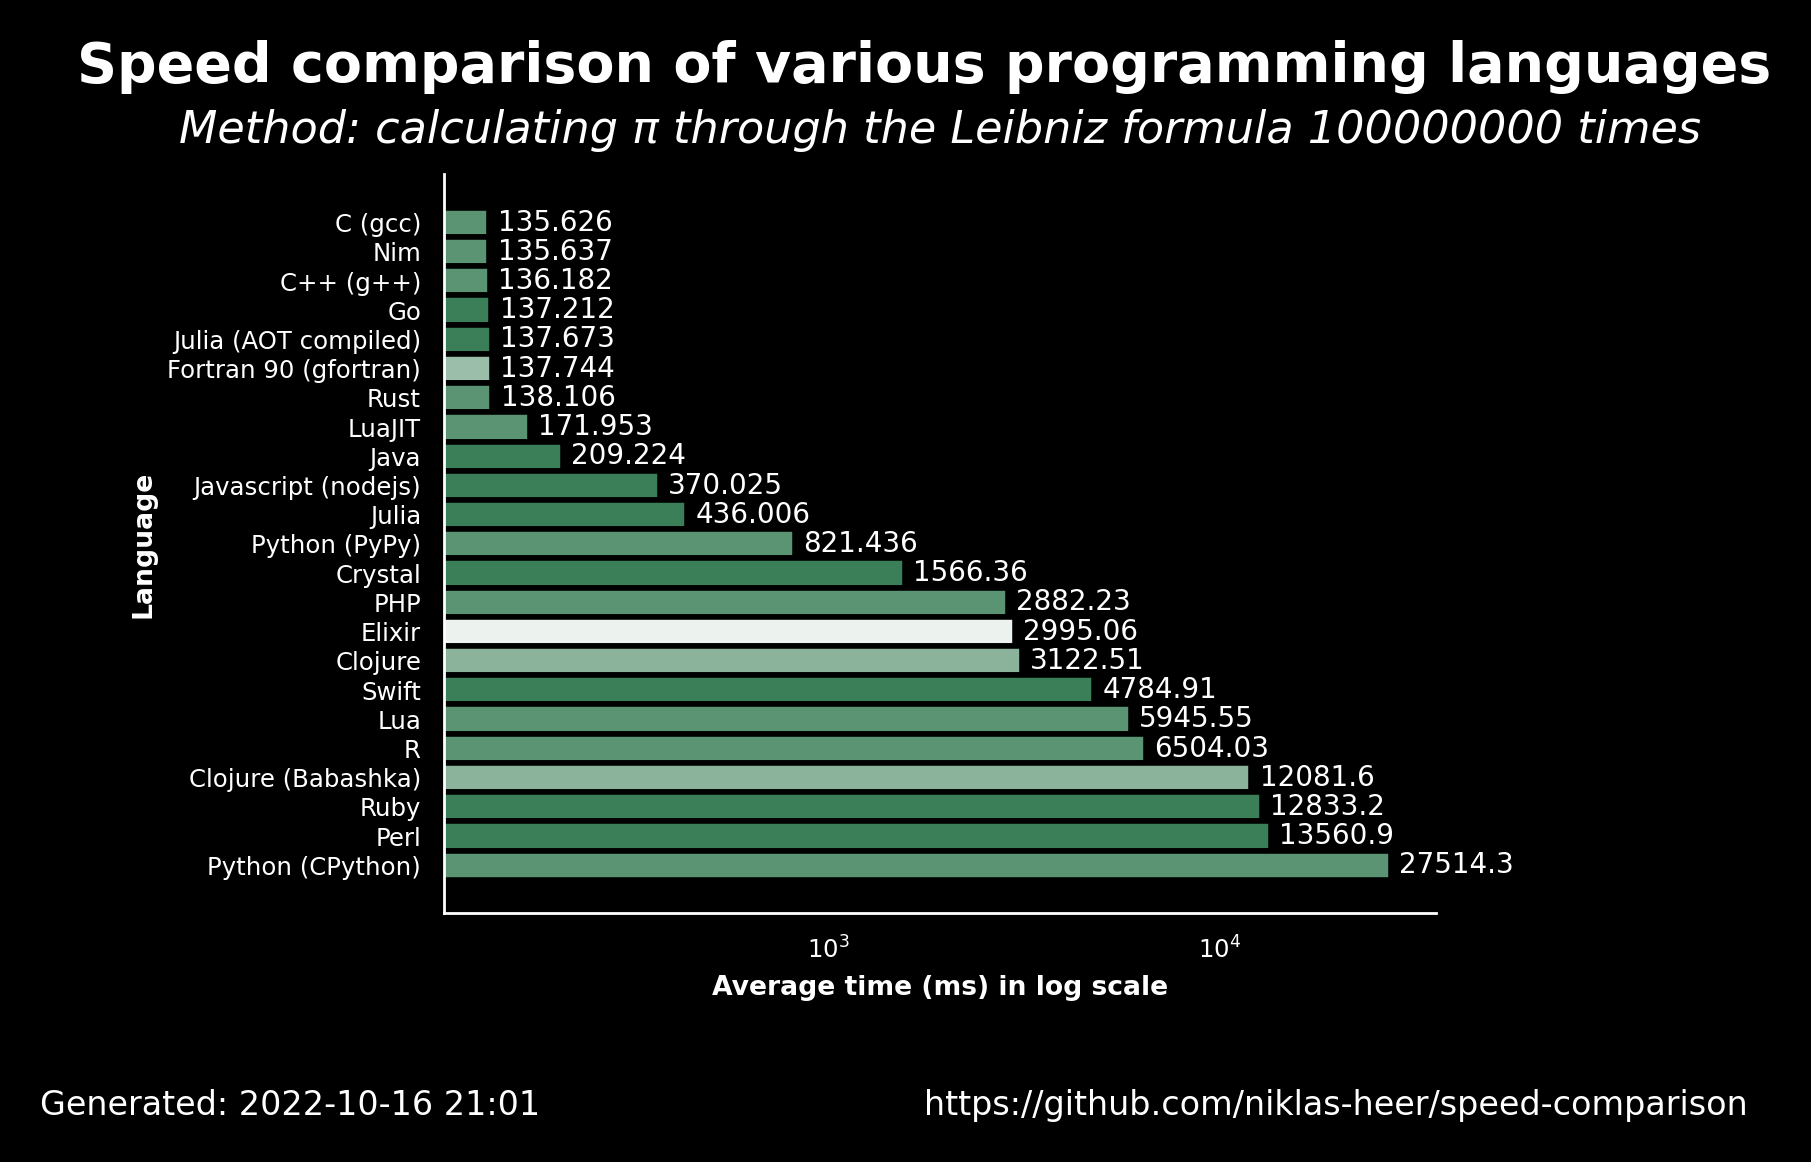 Speed comparison of various programming languages
Method: calculating π through the Leibniz formula 100000000 times
Language
C (gcc) 135.626
Nim 135.637
C++ (g++) 136.182
Go 137.212
Julia (AOT compiled) 137.673
Fortran 90 (gfortran) 137.744
Rust 138.106
LuaJIT 171.953
Java 209.224
Javascript (nodejs) 370.025
Julia 436.006
Python (PyPy) 821.436
Crystal 1566.36
PHP 2882.23
Elixir 2995.06
Clojure 3122.51
Swift 4784.91
Lua 5945.55
R 6504.03
Clojure (Babashka) 12081.6
Ruby 12833.2
Perl 13560.9
Python (CPython) 27514.3
10³ 10⁴
Average time (ms) in log scale
Generated: 2022-10-16 21:01 https://github.com/niklas-heer/speed-comparison